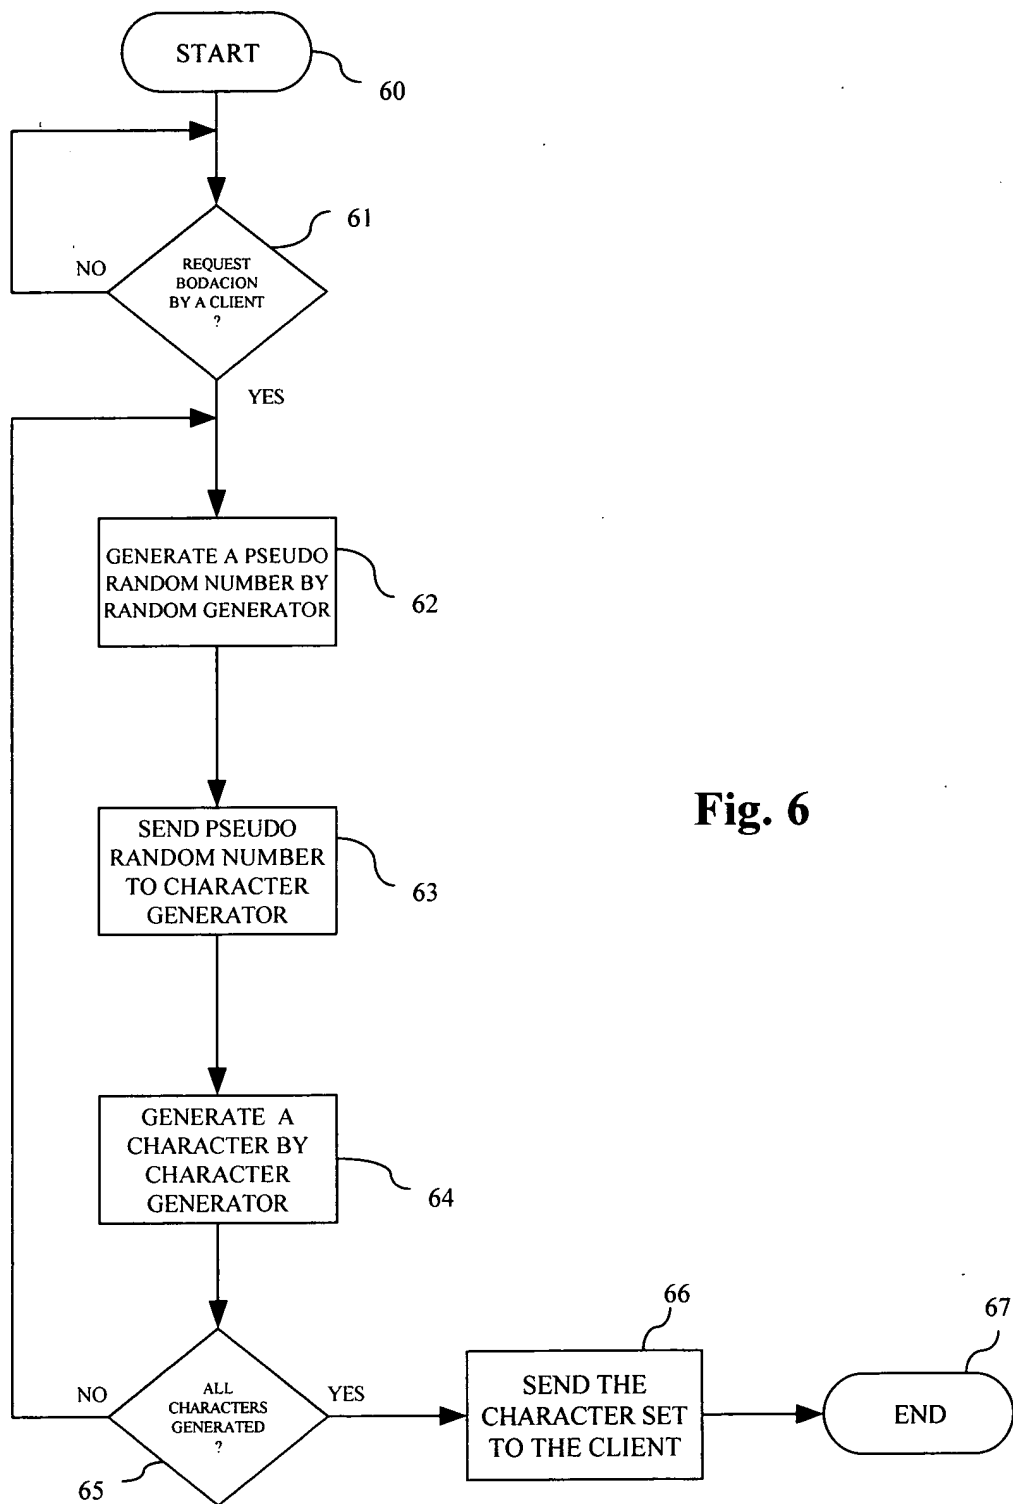 START
60
61
NO
REQUEST
BODACION
BY A CLIENT
?
YES
GENERATE A PSEUDO
RANDOM NUMBER BY
RANDOM GENERATOR
62
Fig. 6
SEND PSEUDO
RANDOM NUMBER
TO CHARACTER
GENERATOR
63
GENERATE A
CHARACTER BY
CHARACTER
GENERATOR
64
66
67
NO
ALL
CHARACTERS
GENERATED
?
YES
SEND THE
CHARACTER SET
TO THE CLIENT
END
65